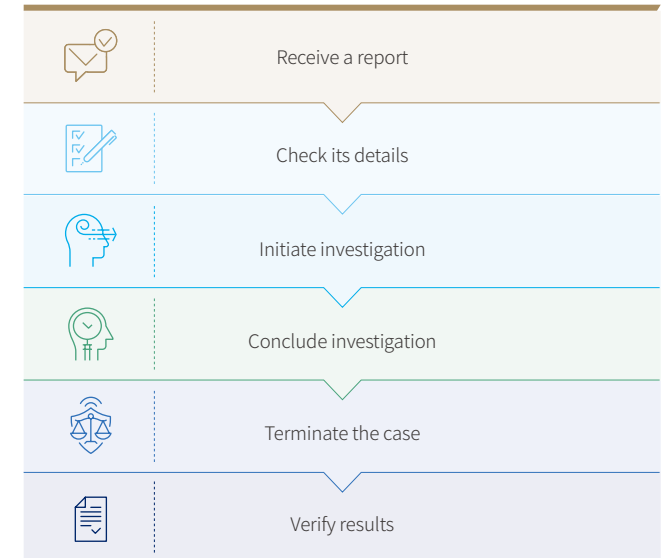 Receive a report
Check its details
Initiate investigation
Conclude investigation
Terminate the case
Verify results